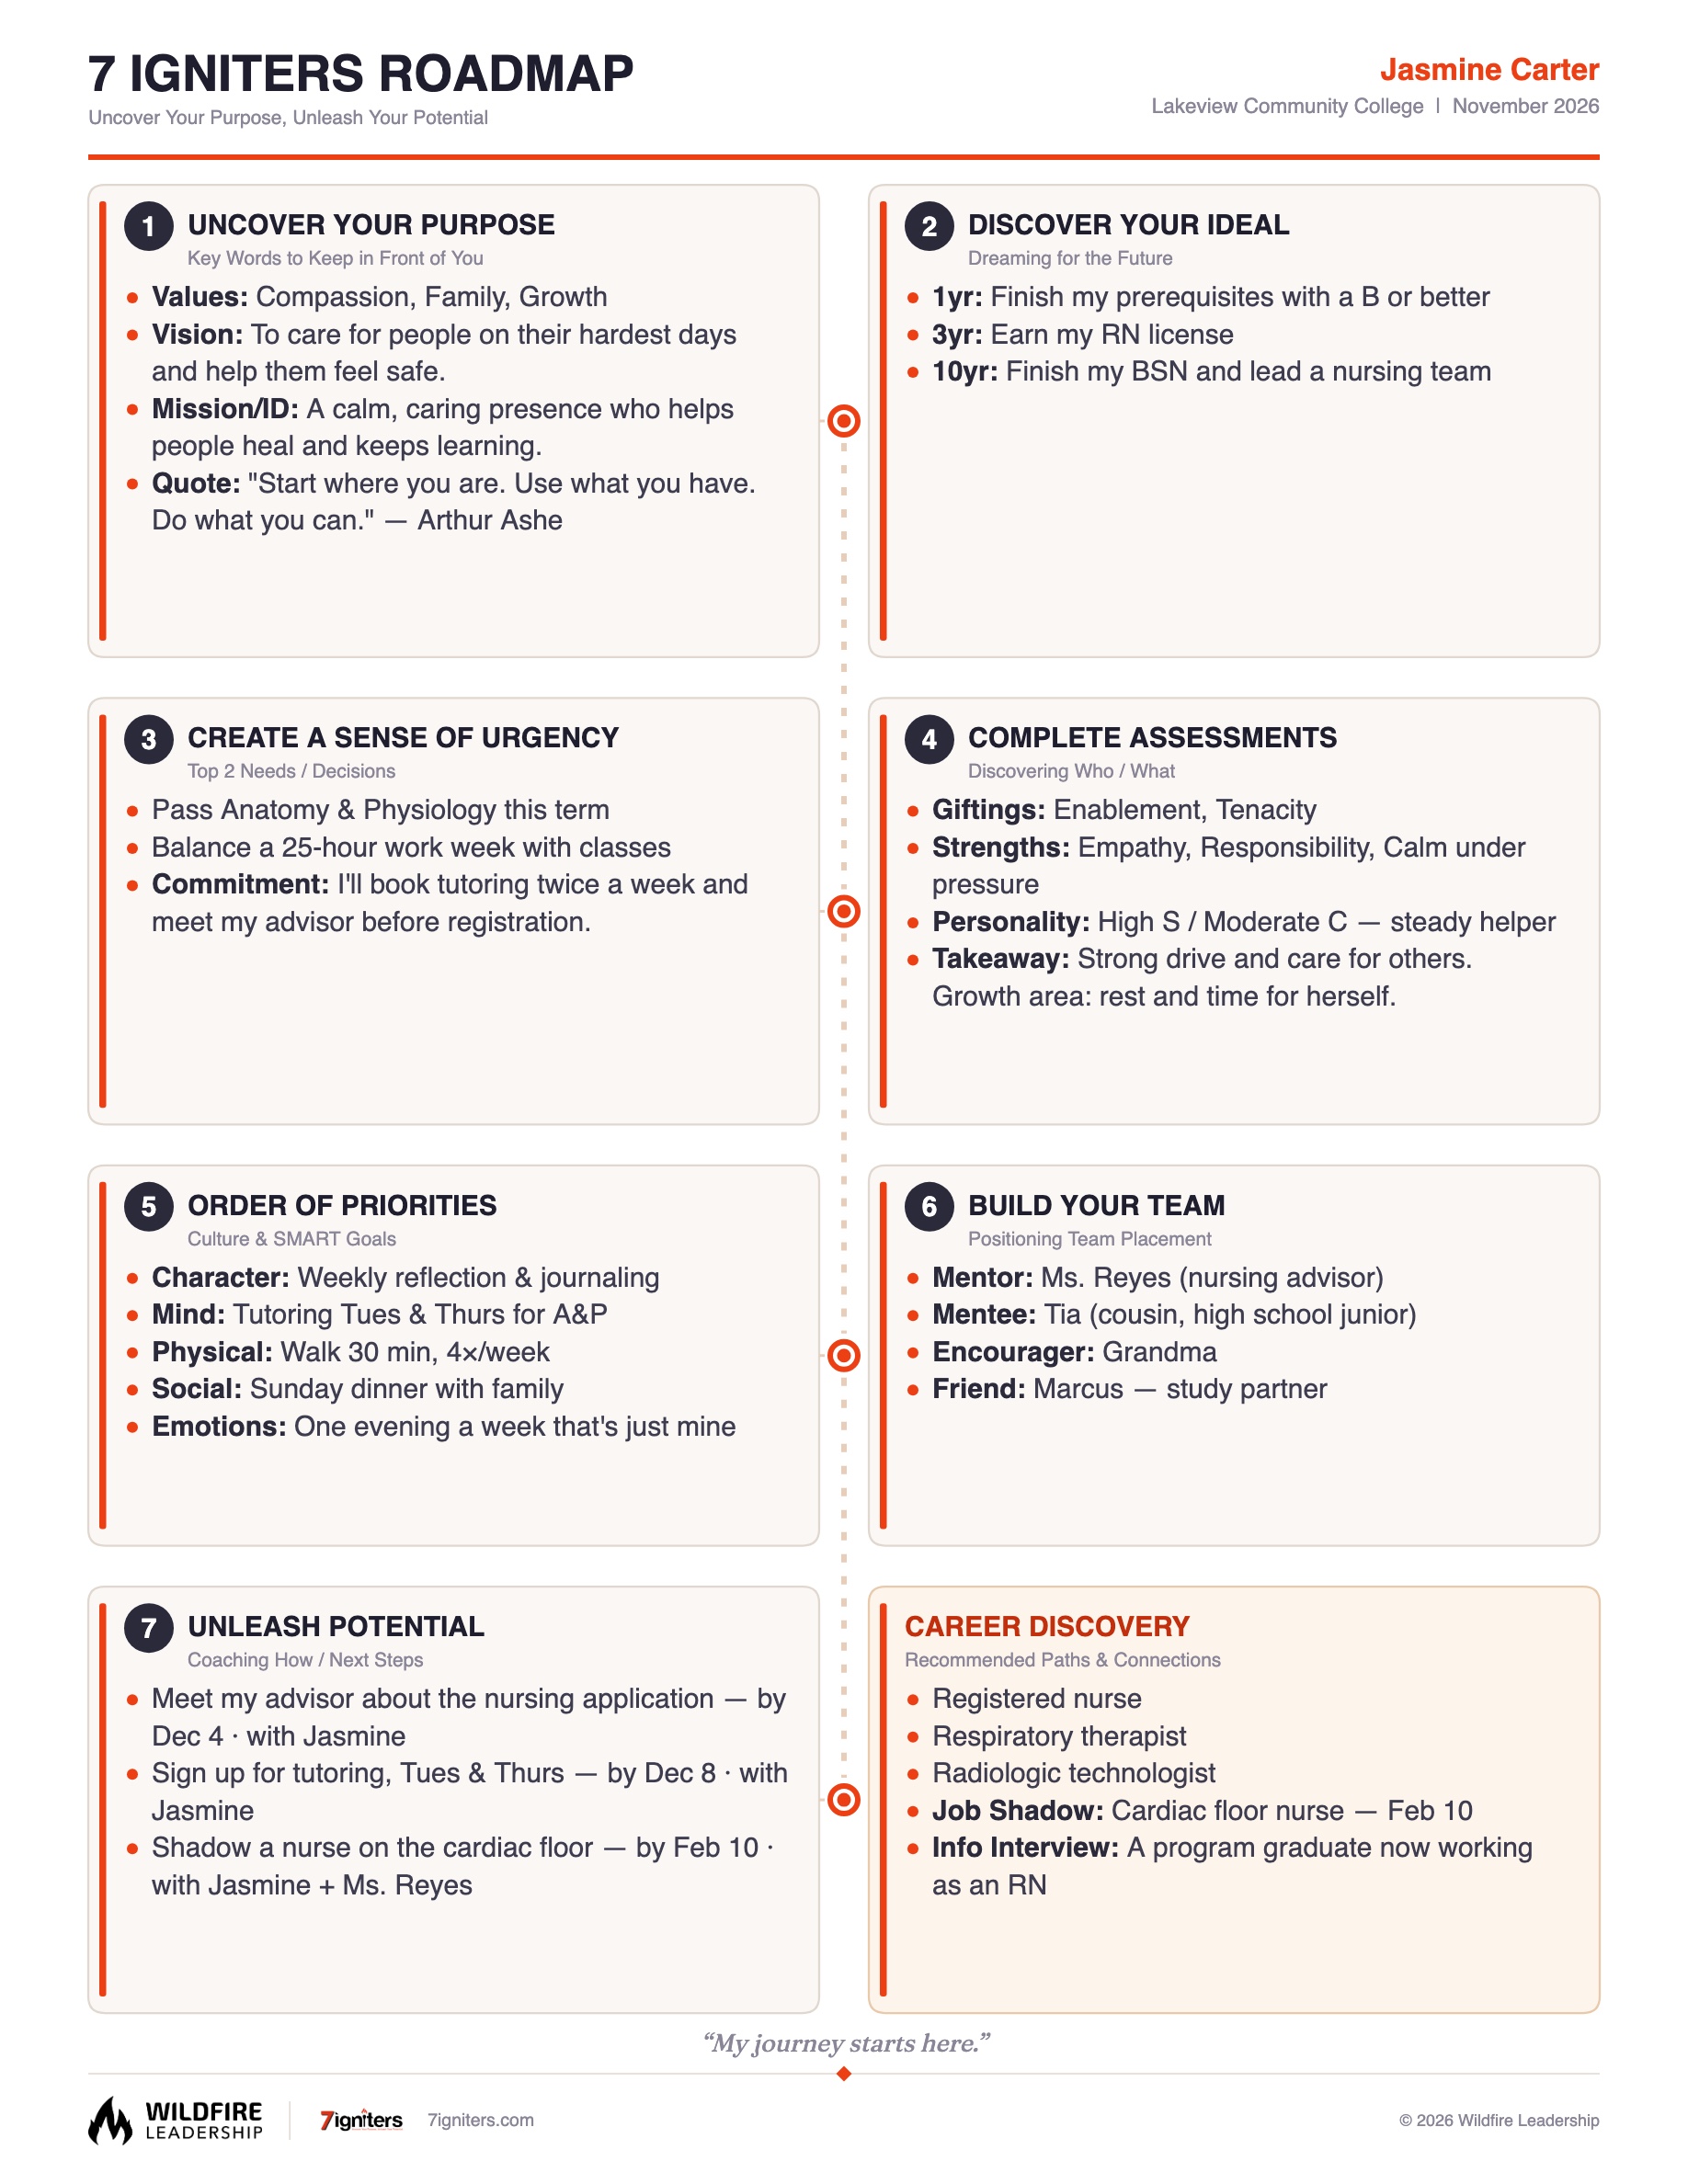 7 IGNITERS ROADMAP
Uncover Your Purpose, Unleash Your Potential
Jasmine Carter
Lakeview Community College | November 2026
1 UNCOVER YOUR PURPOSE
Key Words to Keep in Front of You
• Values: Compassion, Family, Growth
• Vision: To care for people on their hardest days
and help them feel safe.
• Mission/ID: A calm, caring presence who helps
people heal and keeps learning.
• Quote: "Start where you are. Use what you have.
Do what you can." — Arthur Ashe
2 DISCOVER YOUR IDEAL
Dreaming for the Future
• 1yr: Finish my prerequisites with a B or better
• 3yr: Earn my RN license
• 10yr: Finish my BSN and lead a nursing team
3 CREATE A SENSE OF URGENCY
Top 2 Needs / Decisions
• Pass Anatomy & Physiology this term
• Balance a 25-hour work week with classes
• Commitment: I'll book tutoring twice a week and
meet my advisor before registration.
4 COMPLETE ASSESSMENTS
Discovering Who / What
• Giftings: Enablement, Tenacity
• Strengths: Empathy, Responsibility, Calm under
pressure
• Personality: High S / Moderate C — steady helper
• Takeaway: Strong drive and care for others.
Growth area: rest and time for herself.
5 ORDER OF PRIORITIES
Culture & SMART Goals
• Character: Weekly reflection & journaling
• Mind: Tutoring Tues & Thurs for A&P
• Physical: Walk 30 min, 4×/week
• Social: Sunday dinner with family
• Emotions: One evening a week that's just mine
6 BUILD YOUR TEAM
Positioning Team Placement
• Mentor: Ms. Reyes (nursing advisor)
• Mentee: Tia (cousin, high school junior)
• Encourager: Grandma
• Friend: Marcus — study partner
7 UNLEASH POTENTIAL
Coaching How / Next Steps
• Meet my advisor about the nursing application — by
Dec 4 · with Jasmine
• Sign up for tutoring, Tues & Thurs — by Dec 8 · with
Jasmine
• Shadow a nurse on the cardiac floor — by Feb 10 ·
with Jasmine + Ms. Reyes
CAREER DISCOVERY
Recommended Paths & Connections
• Registered nurse
• Respiratory therapist
• Radiologic technologist
• Job Shadow: Cardiac floor nurse — Feb 10
• Info Interview: A program graduate now working
as an RN
“My journey starts here.”
WILDFIRE
LEADERSHIP
7igniters
7igniters.com
© 2026 Wildfire Leadership